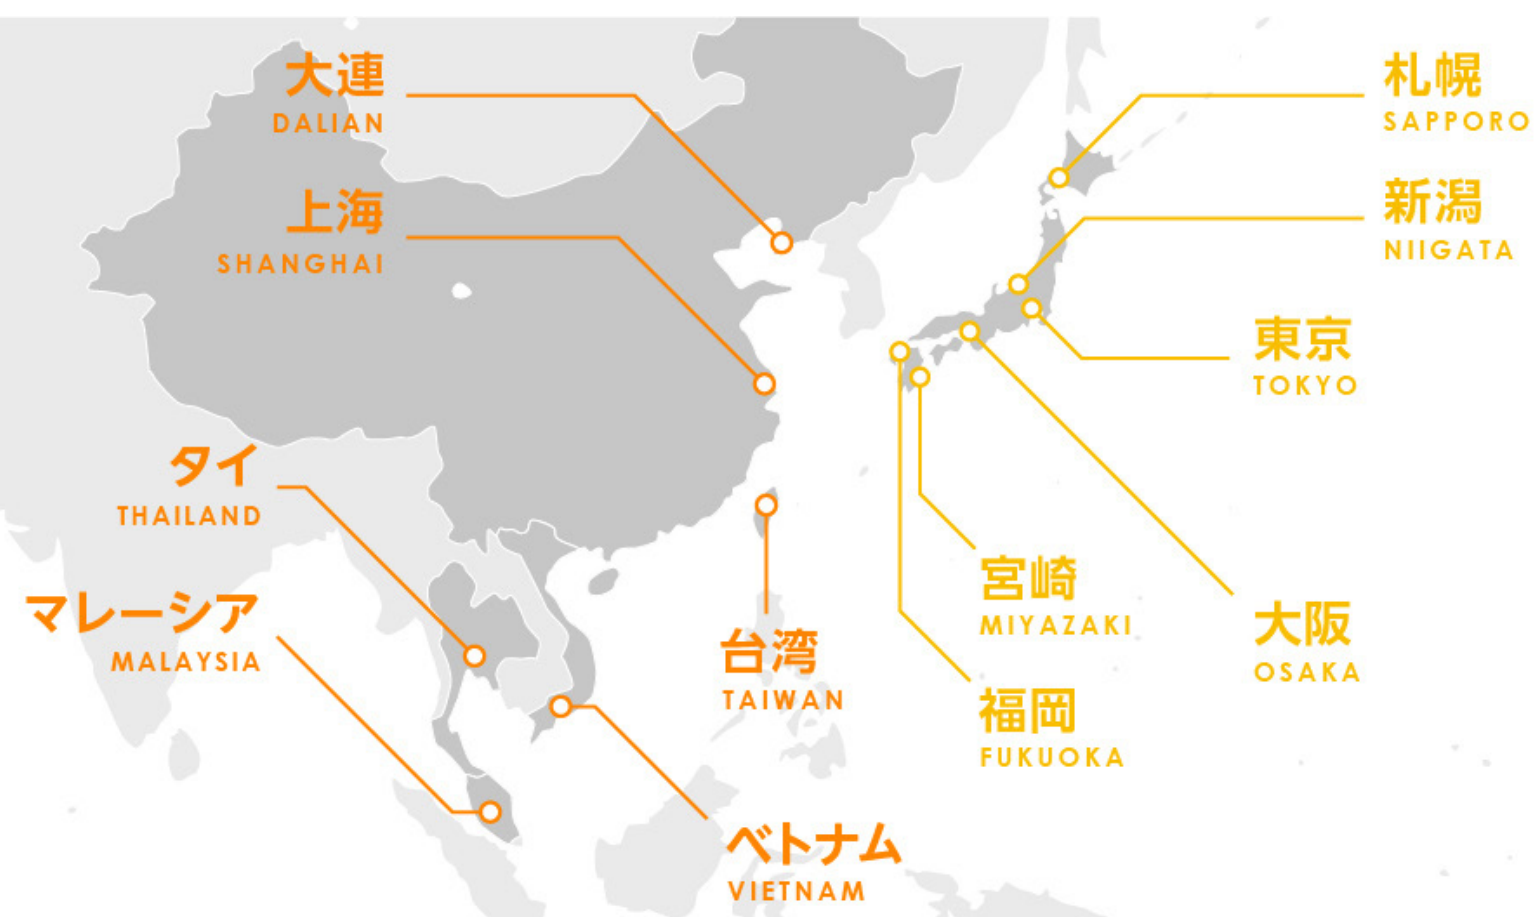 大連
DALIAN
上海
SHANGHAI
タイ
THAILAND
マレーシア
MALAYSIA
台湾
TAIWAN
ベトナム
VIETNAM
札幌
SAPPORO
新潟
NIIGATA
東京
TOKYO
大阪
OSAKA
宮崎
MIYAZAKI
福岡
FUKUOKA